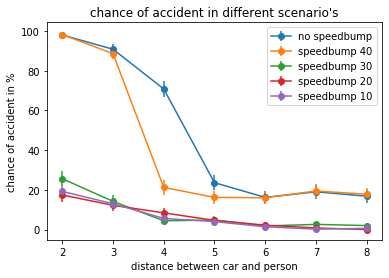 chance of accident in different scenario's
chance of accident in %
100
80
60
40
20
0
no speedbump
speedbump 40
speedbump 30
speedbump 20
speedbump 10
2 3 4 5 6 7 8
distance between car and person